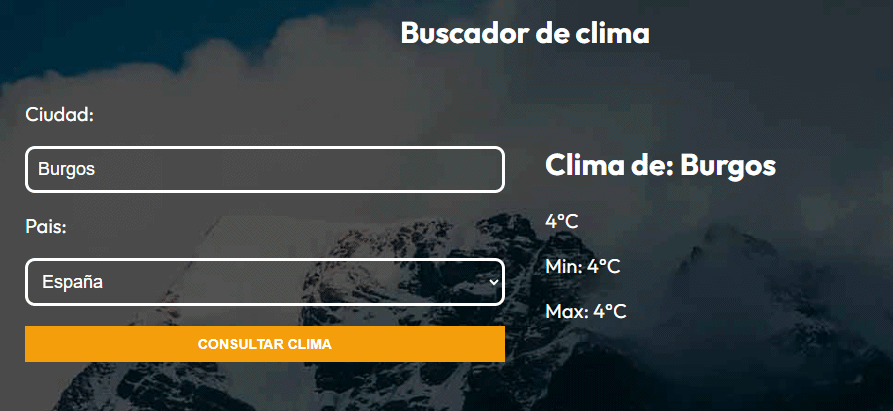 Buscador de clima
Ciudad:
Burgos
Pais:
España
CONSULTAR CLIMA
Clima de: Burgos
4°C
Min: 4°C
Max: 4°C